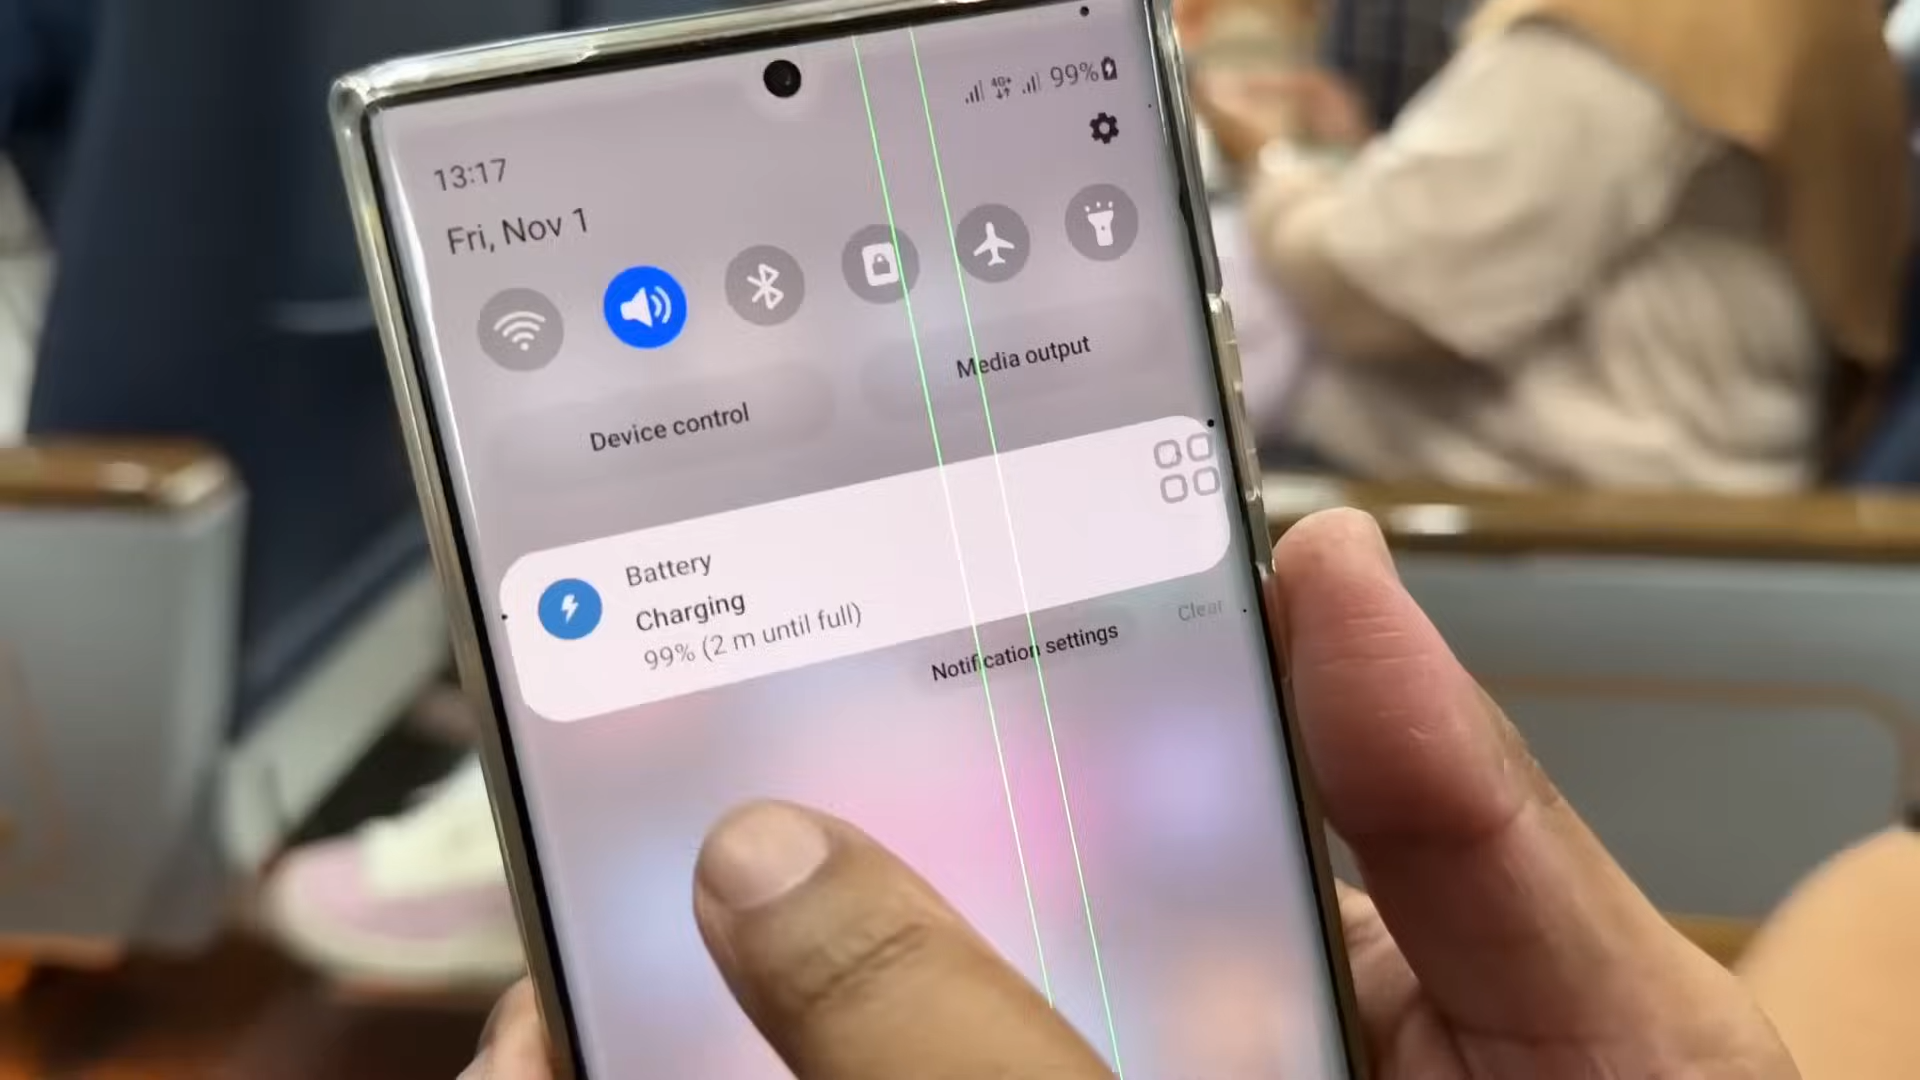 4G+ 99%
13:17
Fri, Nov 1
Media output
Device control
Battery
Charging
99% (2 m until full)
Clear
Notification settings